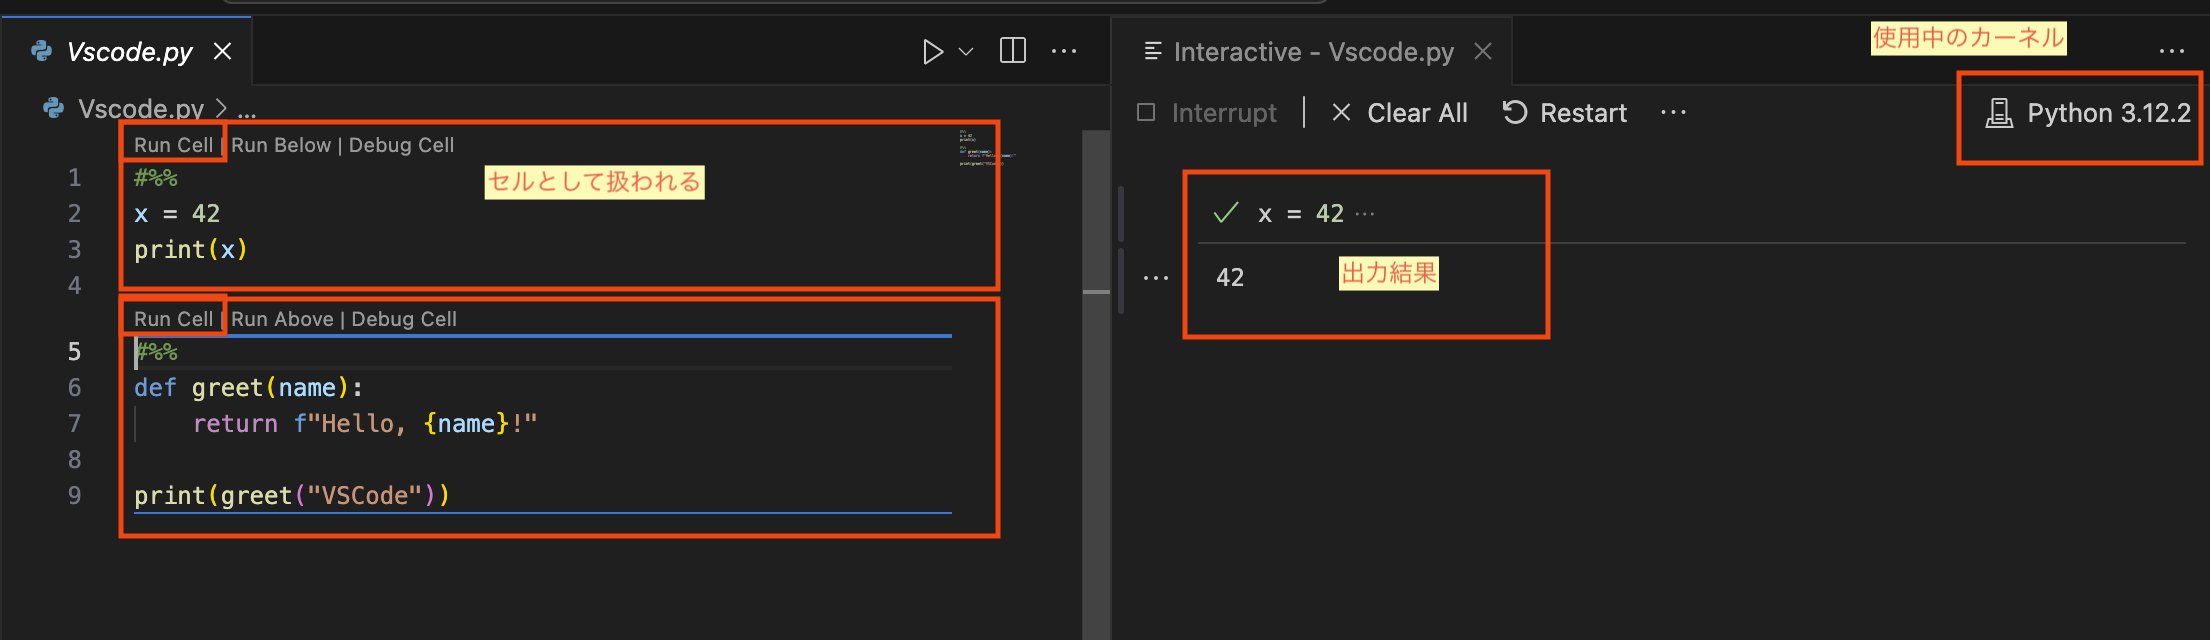 Vscode.py
Vscode.py > ...
Run Cell | Run Below | Debug Cell
1 #%%
セルとして扱われる
2 x = 42
3 print(x)
4
Run Cell | Run Above | Debug Cell
5 #%%
6 def greet(name):
7 return f"Hello, {name}!"
8
9 print(greet("VSCode"))
Interactive - Vscode.py
使用中のカーネル
Interrupt | Clear All Restart ...
Python 3.12.2
x = 42 ...
42
出力結果